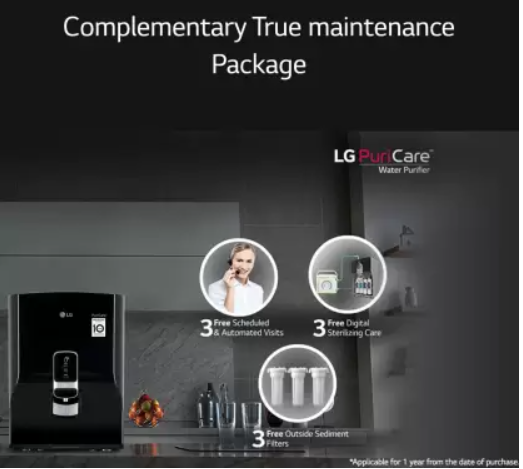 Complementary True maintenance
Package
LG PuriCare™
Water Purifier
3 Free Scheduled
& Automated Visits
3 Free Digital
Sterilizing Care
LG
10
3 Free Outside Sediment
Filters
*Applicable for 1 year from the date of purchase.